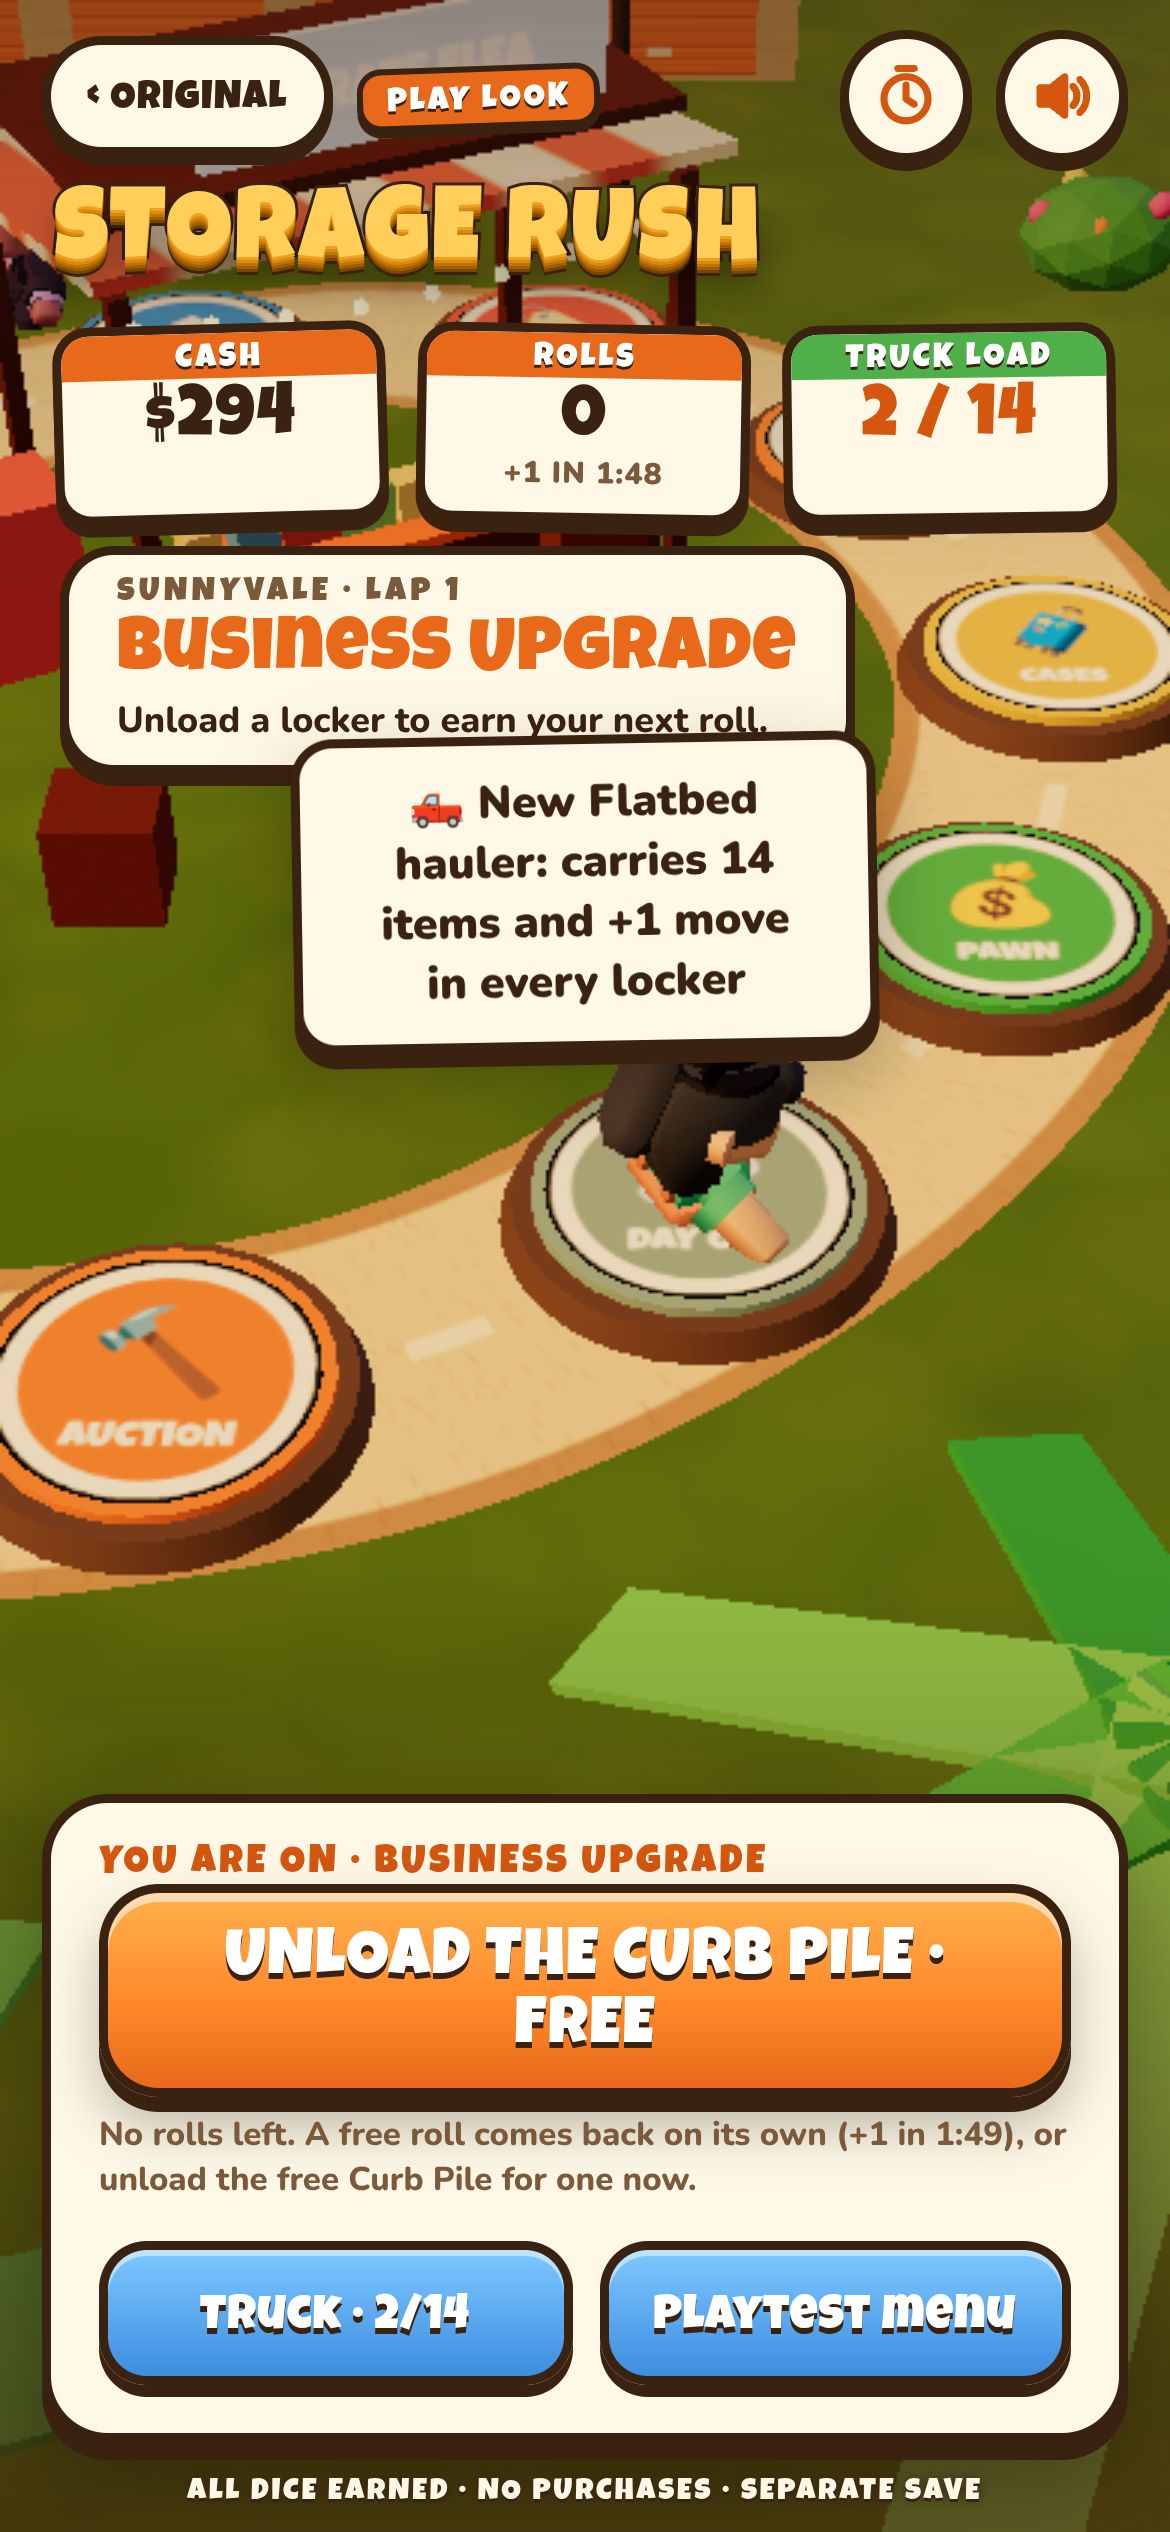 ‹ ORIGINAL
PLAY LOOK
STORAGE RUSH
CASH
$294
ROLLS
0
+1 IN 1:48
TRUCK LOAD
2 / 14
SUNNYVALE · LAP 1
BUSINESS UPGRADE
Unload a locker to earn your next roll.
CASES
🛻 New Flatbed
hauler: carries 14
items and +1 move
in every locker
$
PAWN
DAY
AUCTION
YOU ARE ON · BUSINESS UPGRADE
UNLOAD THE CURB PILE ·
FREE
No rolls left. A free roll comes back on its own (+1 in 1:49), or
unload the free Curb Pile for one now.
TRUCK · 2/14
PLAYTEST MENU
ALL DICE EARNED · NO PURCHASES · SEPARATE SAVE